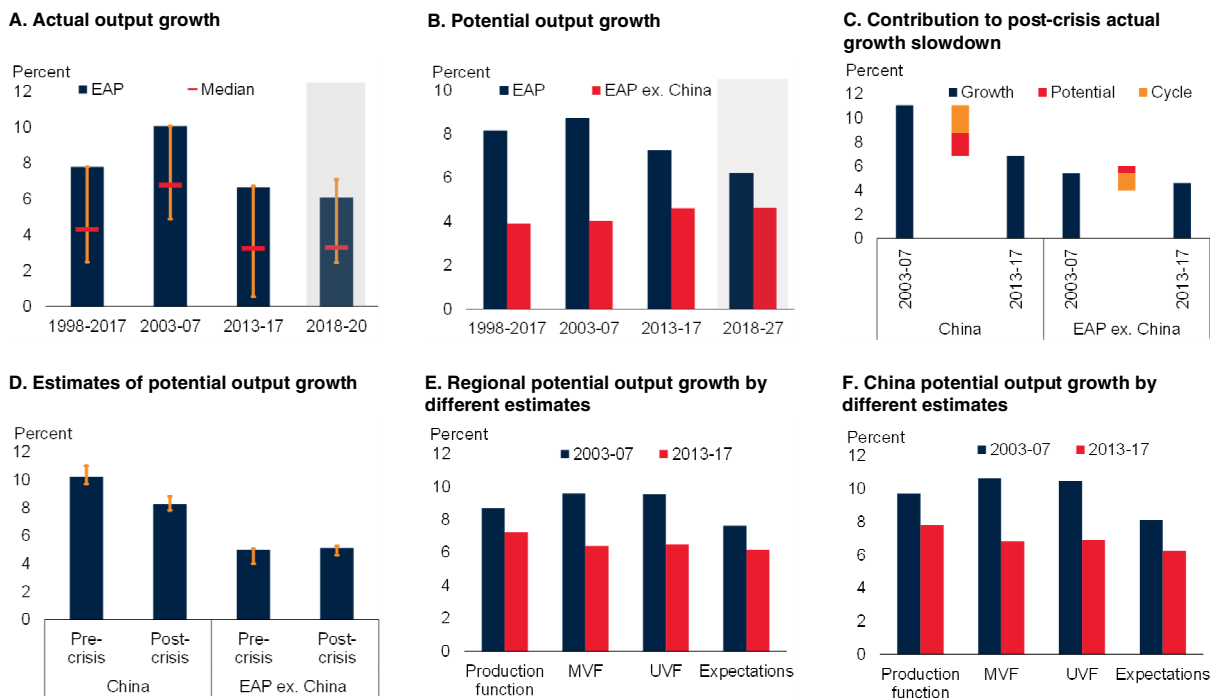 A. Actual output growth
Percent
EAP Median
12
10
8
6
4
2
0
1998-2017 2003-07 2013-17 2018-20
B. Potential output growth
Percent
EAP EAP ex. China
10
8
6
4
2
0
1998-2017 2003-07 2013-17 2018-27
C. Contribution to post-crisis actual
growth slowdown
Percent
Growth Potential Cycle
12
10
8
6
4
2
0
2003-07 2013-17 2003-07 2013-17
China EAP ex. China
D. Estimates of potential output growth
Percent
12
10
8
6
4
2
0
Pre- Post- Pre- Post-
crisis crisis crisis crisis
China EAP ex. China
E. Regional potential output growth by
different estimates
Percent
2003-07 2013-17
12
10
8
6
4
2
0
Production MVF UVF Expectations
function
F. China potential output growth by
different estimates
Percent
2003-07 2013-17
12
10
8
6
4
2
0
Production MVF UVF Expectations
function